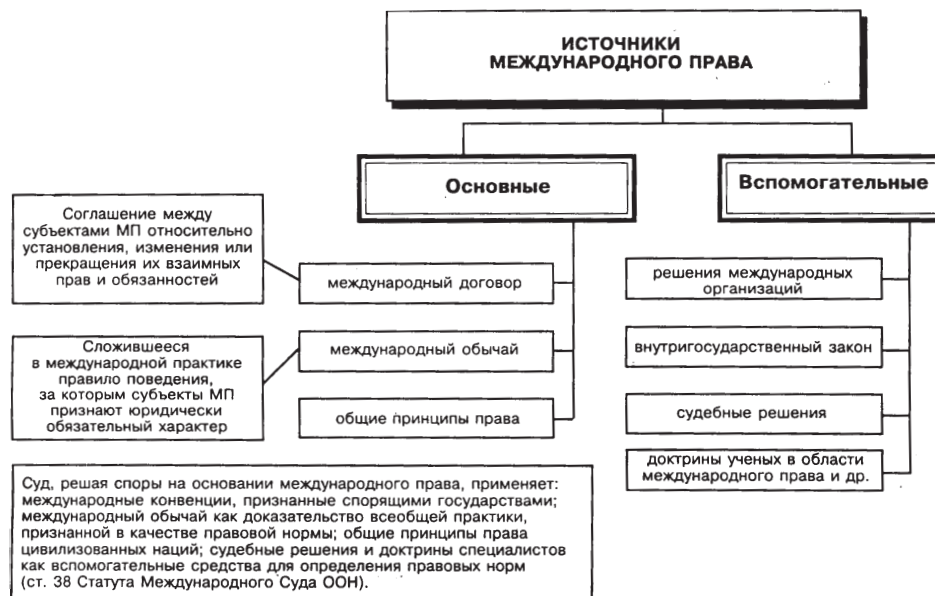 ИСТОЧНИКИ
МЕЖДУНАРОДНОГО ПРАВА
Основные
Вспомогательные
Соглашение между
субъектами МП относительно
установления, изменения или
прекращения их взаимных
прав и обязанностей
международный договор
Сложившееся
в международной практике
правило поведения,
за которым субъекты МП
признают юридически
обязательный характер
международный обычай
общие принципы права
решения международных
организаций
внутригосударственный закон
судебные решения
доктрины ученых в области
международного права и др.
Суд, решая споры на основании международного права, применяет:
международные конвенции, признанные спорящими государствами;
международный обычай как доказательство всеобщей практики,
признанной в качестве правовой нормы; общие принципы права
цивилизованных наций; судебные решения и доктрины специалистов
как вспомогательные средства для определения правовых норм
(ст. 38 Статута Международного Суда ООН).